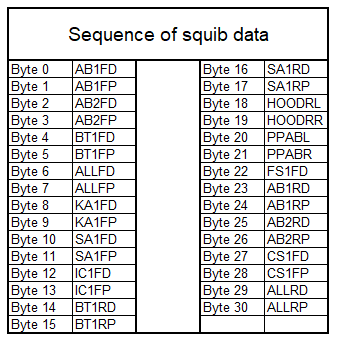 Sequence of squib data
Byte 0 AB1FD Byte 16 SA1RD
Byte 1 AB1FP Byte 17 SA1RP
Byte 2 AB2FD Byte 18 HOODRL
Byte 3 AB2FP Byte 19 HOODRR
Byte 4 BT1FD Byte 20 PPABL
Byte 5 BT1FP Byte 21 PPABR
Byte 6 ALLFD Byte 22 FS1FD
Byte 7 ALLFP Byte 23 AB1RD
Byte 8 KA1FD Byte 24 AB1RP
Byte 9 KA1FP Byte 25 AB2RD
Byte 10 SA1FD Byte 26 AB2RP
Byte 11 SA1FP Byte 27 CS1FD
Byte 12 IC1FD Byte 28 CS1FP
Byte 13 IC1FP Byte 29 ALLRD
Byte 14 BT1RD Byte 30 ALLRP
Byte 15 BT1RP